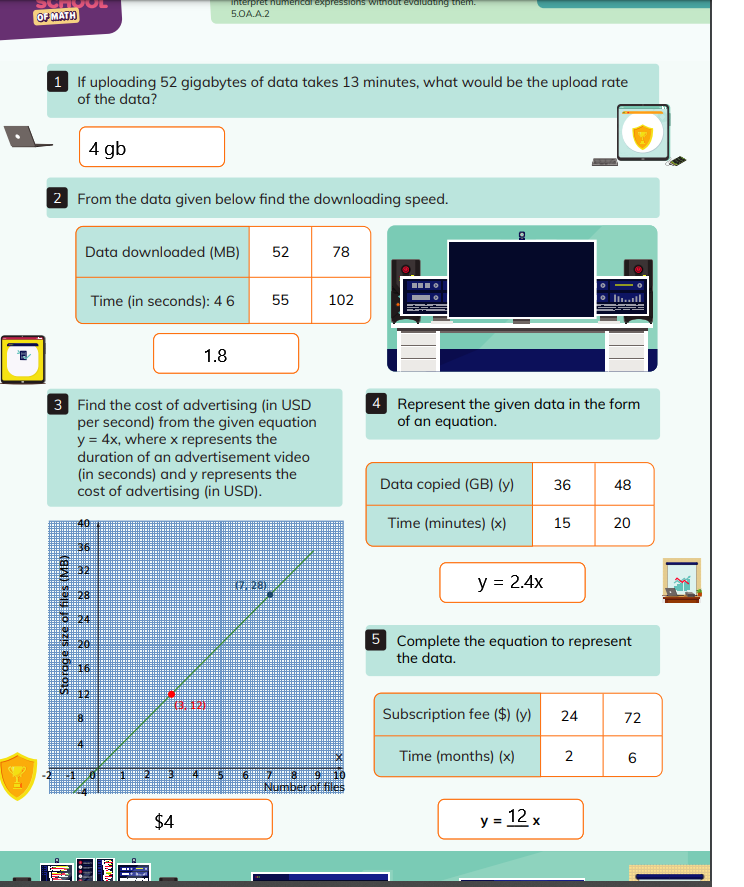 SCHOOL
OF MATH
interpret numerical expressions without evaluating them.
5.OA.A.2
1 If uploading 52 gigabytes of data takes 13 minutes, what would be the upload rate
of the data?
4 gb
2 From the data given below find the downloading speed.
Data downloaded (MB) 52 78
Time (in seconds): 4 6 55 102
1.8
3 Find the cost of advertising (in USD
per second) from the given equation
y = 4x, where x represents the
duration of an advertisement video
(in seconds) and y represents the
cost of advertising (in USD).
40
36
32
28
24
20
16
12
8
4
-4
Storage size of files (MB)
(7, 28)
(3, 12)
x
-2 -1 0 1 2 3 4 5 6 7 8 9 10
Number of files
$4
4 Represent the given data in the form
of an equation.
Data copied (GB) (y) 36 48
Time (minutes) (x) 15 20
y = 2.4x
5 Complete the equation to represent
the data.
Subscription fee ($) (y) 24 72
Time (months) (x) 2 6
y = 12 x